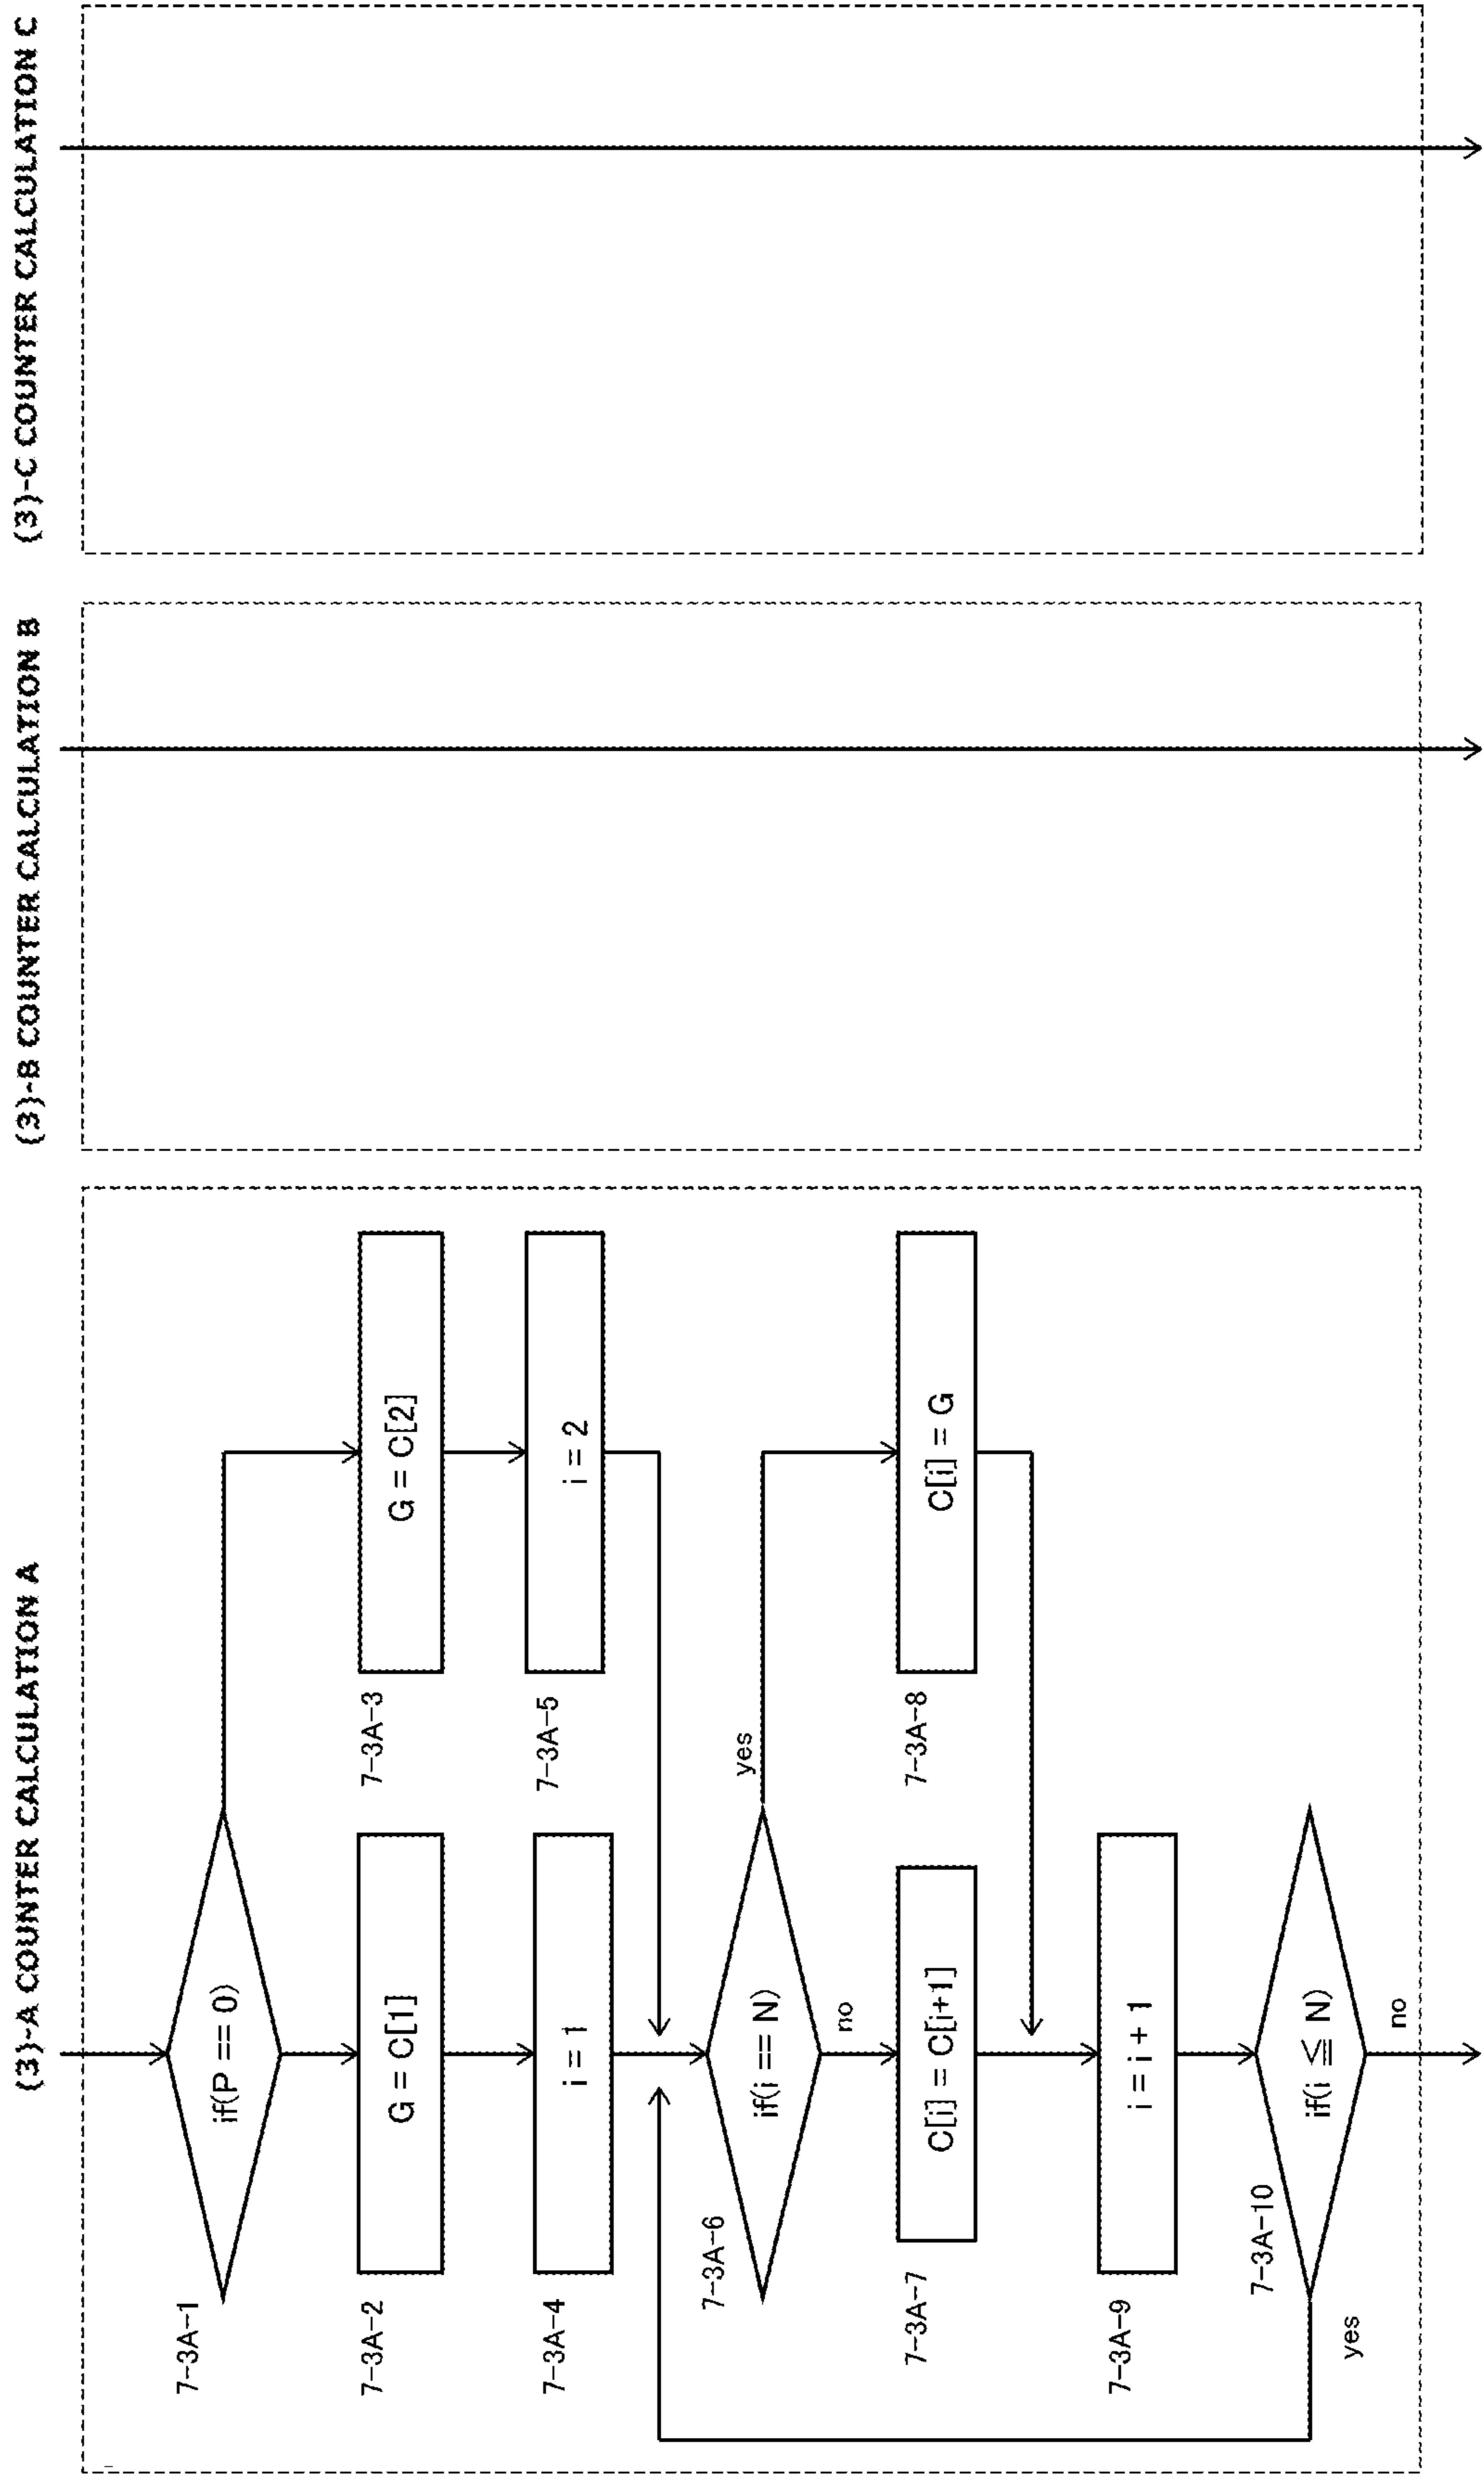 (3)-A COUNTER CALCULATION A
7-3A-1
if(P == 0)
7-3A-2
G = C[1]
7-3A-3
G = C[2]
7-3A-4
i = 1
7-3A-5
i = 2
7-3A-6
if(i == N)
yes
no
7-3A-7
C[i] = C[i+1]
7-3A-8
C[i] = G
7-3A-9
i = i + 1
7-3A-10
if(i ≦ N)
yes
no
(3)-B COUNTER CALCULATION B
(3)-C COUNTER CALCULATION C